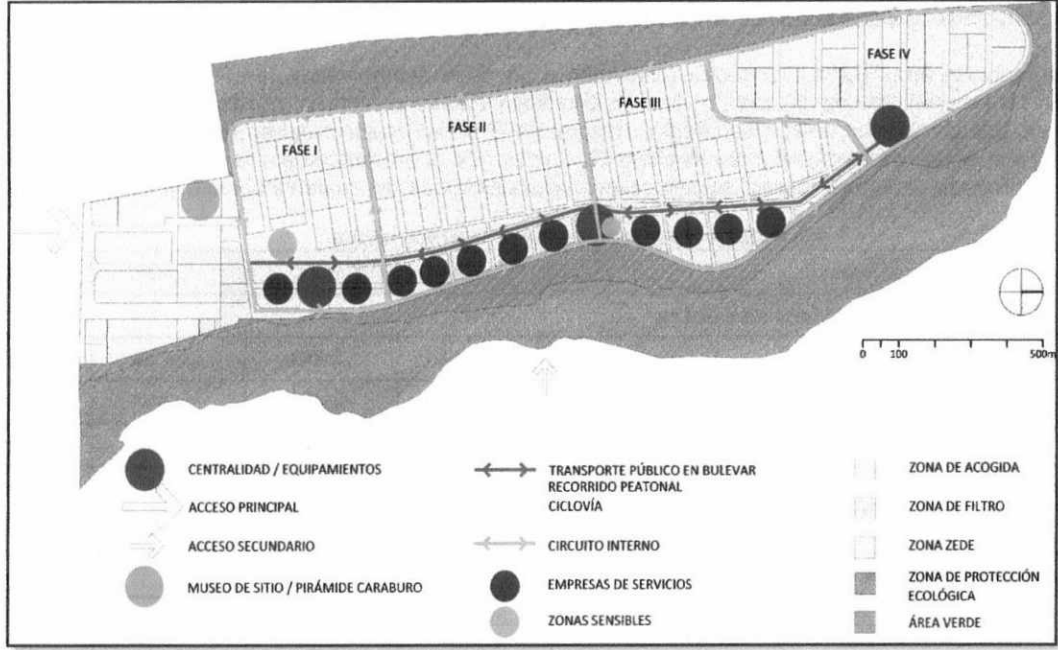 FASE IV
FASE III
FASE II
FASE I
0 100 500m
CENTRALIDAD / EQUIPAMIENTOS
ACCESO PRINCIPAL
ACCESO SECUNDARIO
MUSEO DE SITIO / PIRÁMIDE CARABURO
TRANSPORTE PÚBLICO EN BULEVAR
RECORRIDO PEATONAL
CICLOVÍA
CIRCUITO INTERNO
EMPRESAS DE SERVICIOS
ZONAS SENSIBLES
ZONA DE ACOGIDA
ZONA DE FILTRO
ZONA ZEDE
ZONA DE PROTECCIÓN
ECOLÓGICA
ÁREA VERDE